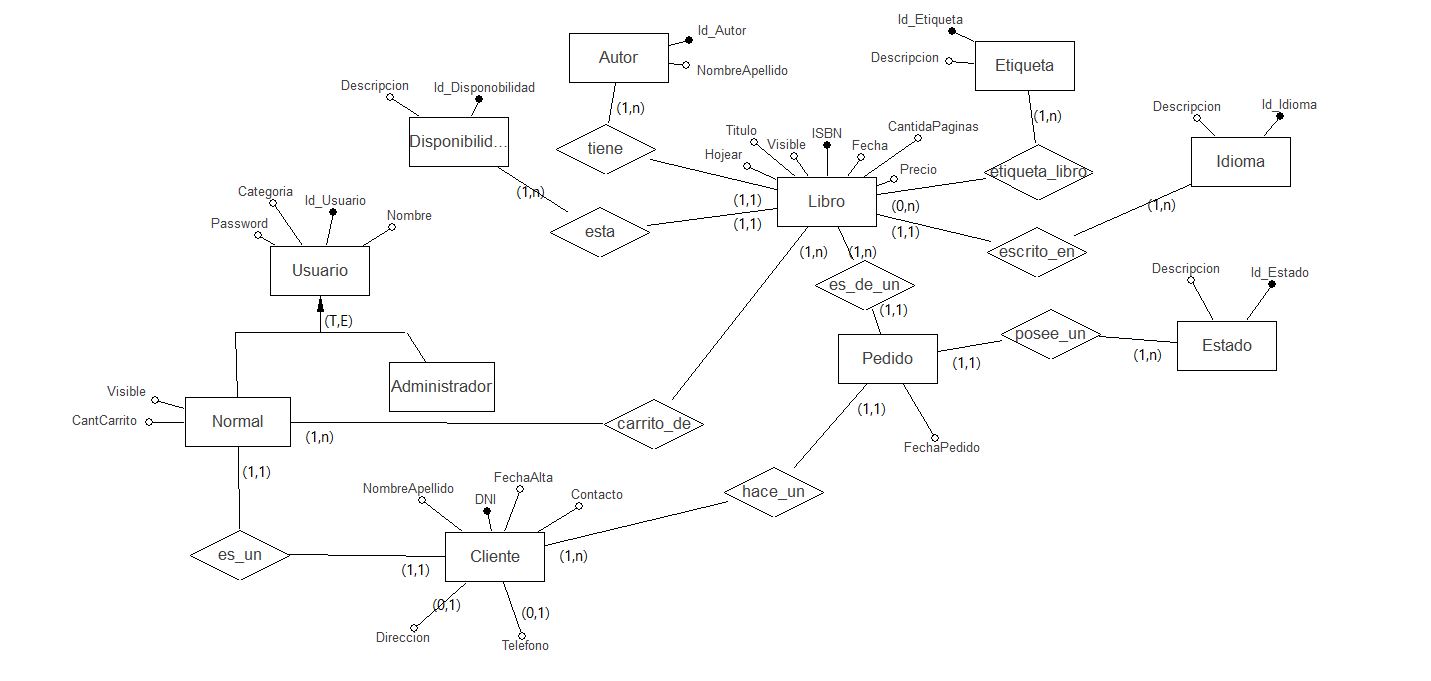 Id_Etiqueta
Id_Autor
Autor
Descripcion
Etiqueta
NombreApellido
Descripcion
Id_Disponobilidad
(1,n)
(1,n)
Descripcion
Id_Idioma
Disponibilid...
tiene
Titulo
ISBN
CantidaPaginas
Visible
Fecha
Hojear
Precio
etiqueta_libro
Idioma
Categoria
Id_Usuario
(1,n)
Libro
(1,1)
(0,n)
(1,n)
Password
Nombre
esta
(1,1)
(1,1)
Usuario
(1,n)
(1,n)
escrito_en
Descripcion
Id_Estado
es_de_un
(T,E)
(1,1)
posee_un
Estado
Pedido
(1,1)
(1,n)
Administrador
Visible
CantCarrito
Normal
(1,n)
carrito_de
(1,1)
FechaPedido
(1,1)
NombreApellido
FechaAlta
DNI
Contacto
hace_un
es_un
Cliente
(1,1)
(1,n)
(0,1)
(0,1)
Direccion
Telefono